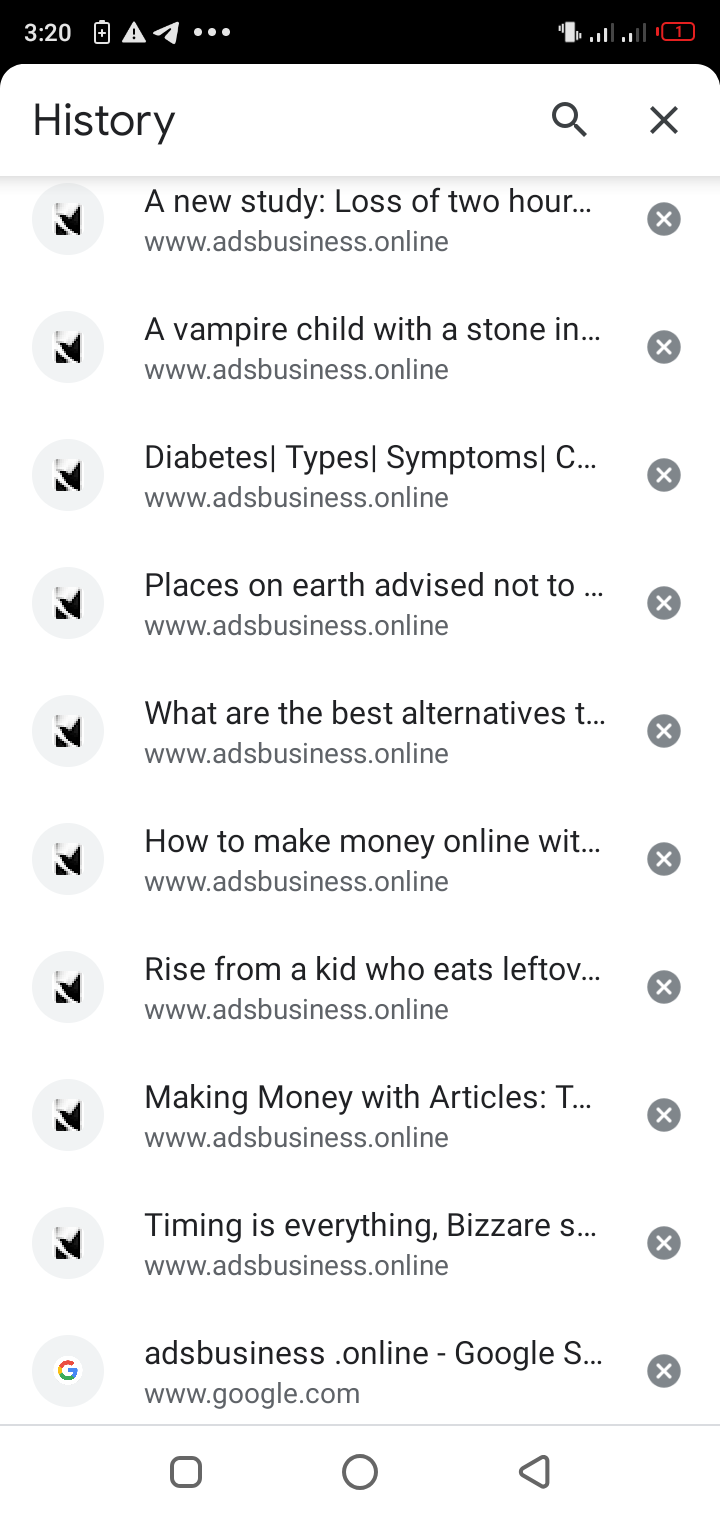 3:20
1
History
A new study: Loss of two hour...
www.adsbusiness.online
A vampire child with a stone in...
www.adsbusiness.online
Diabetes| Types| Symptoms| C...
www.adsbusiness.online
Places on earth advised not to ...
www.adsbusiness.online
What are the best alternatives t...
www.adsbusiness.online
How to make money online wit...
www.adsbusiness.online
Rise from a kid who eats leftov...
www.adsbusiness.online
Making Money with Articles: T...
www.adsbusiness.online
Timing is everything, Bizzare s...
www.adsbusiness.online
adsbusiness .online - Google S...
www.google.com